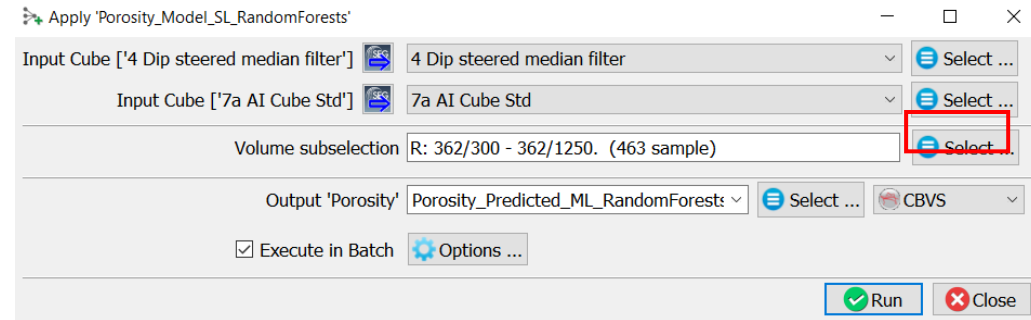 Apply 'Porosity_Model_SL_RandomForests'
Input Cube ['4 Dip steered median filter'] SEG 4 Dip steered median filter Select ...
Input Cube ['7a AI Cube Std'] SEG 7a AI Cube Std Select ...
Volume subselection R: 362/300 - 362/1250. (463 sample) Select ...
Output 'Porosity' Porosity_Predicted_ML_RandomForests Select ... CBVS
Execute in Batch Options ...
Run Close